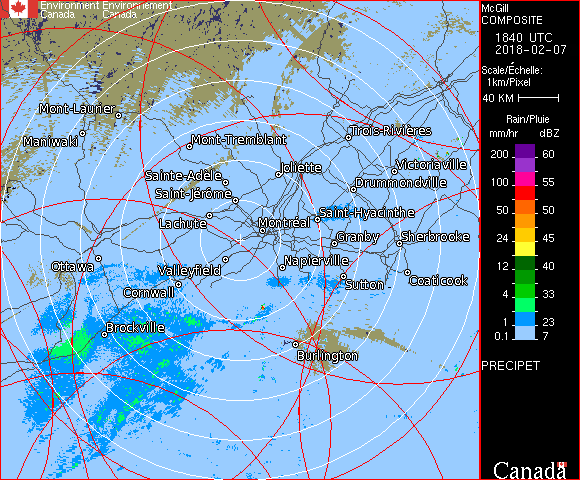 Environment Environnement
Canada Canada
McGill
COMPOSITE
1840 UTC
2018-02-07
Scale/Échelle:
1km/Pixel
40 KM
Rain/Pluie
mm/hr dBZ
200 60
100 55
50 50
24 45
12 40
4 33
1 23
0.1 7
PRECIPET
Canada
Mont-Laurier
Maniwaki
Mont-Tremblant
Trois-Rivières
Sainte-Adèle
Joliette
Victoriaville
Saint-Jérôme
Drummondville
Lachute
Montréal
Saint-Hyacinthe
Granby
Sherbrooke
Ottawa
Valleyfield
Napierville
Cornwall
Sutton
Coaticook
Brockville
Burlington